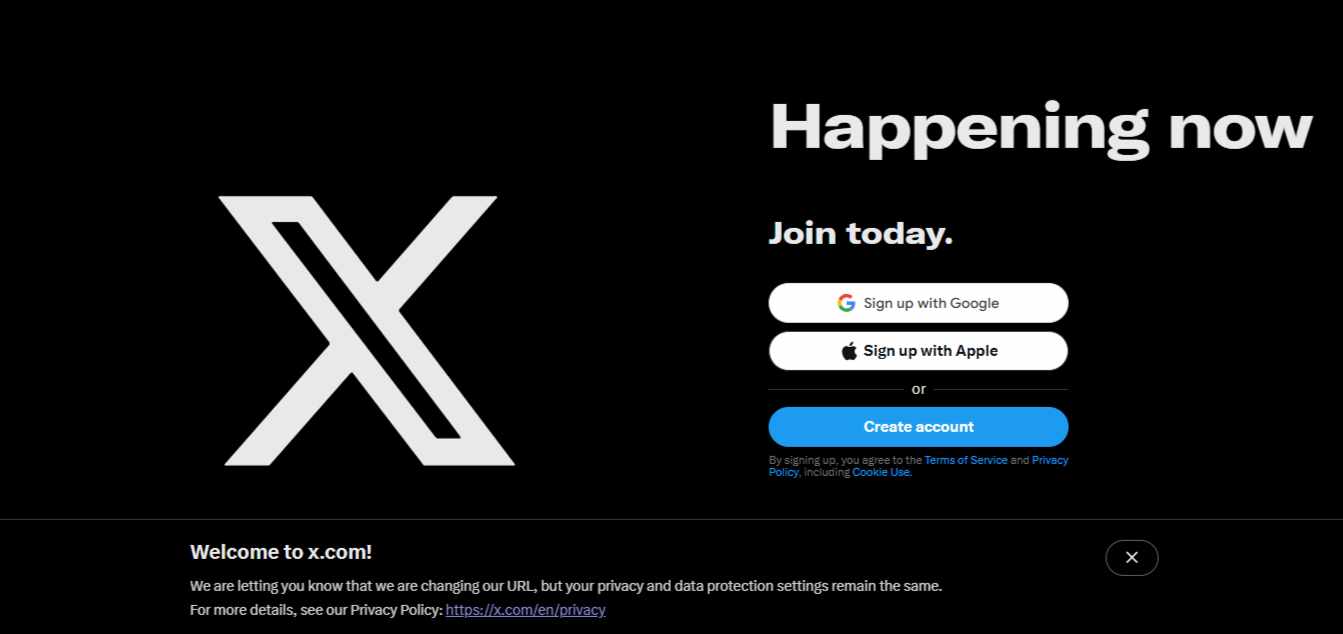 Happening now
Join today.
Sign up with Google
Sign up with Apple
or
Create account
By signing up, you agree to the Terms of Service and Privacy
Policy, including Cookie Use.
Welcome to x.com!
We are letting you know that we are changing our URL, but your privacy and data protection settings remain the same.
For more details, see our Privacy Policy: https://x.com/en/privacy